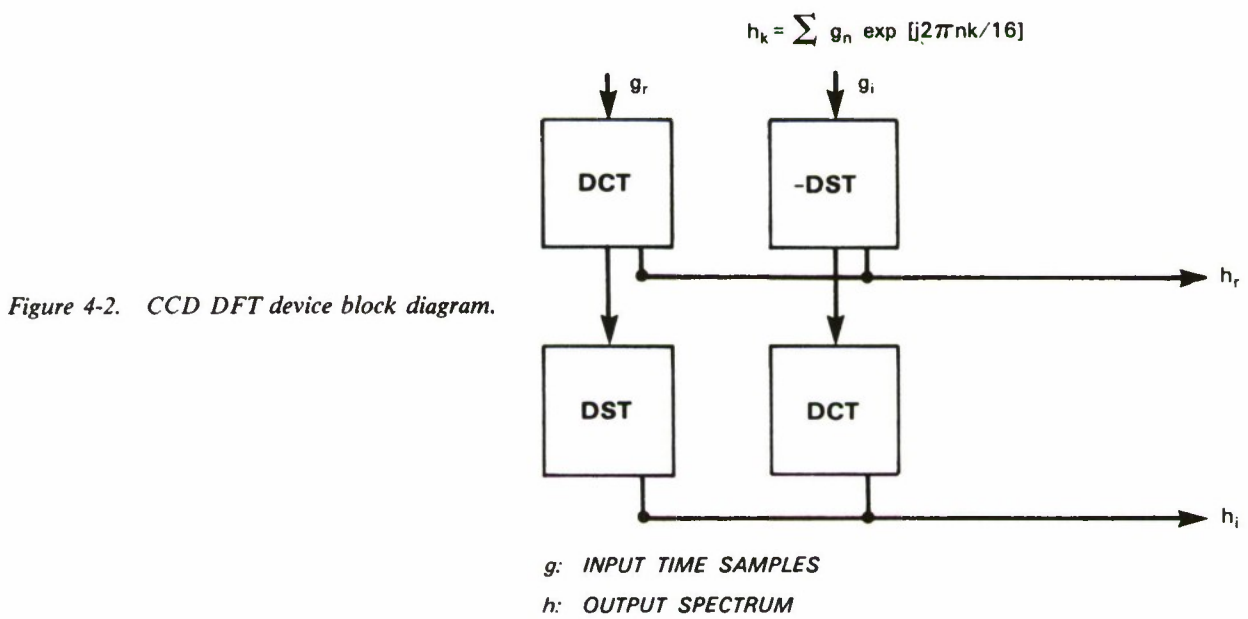 h_k = ∑ g_n exp [j2πnk/16]
g_r
g_i
DCT
-DST
h_r
Figure 4-2. CCD DFT device block diagram.
DST
DCT
h_i
g: INPUT TIME SAMPLES
h: OUTPUT SPECTRUM